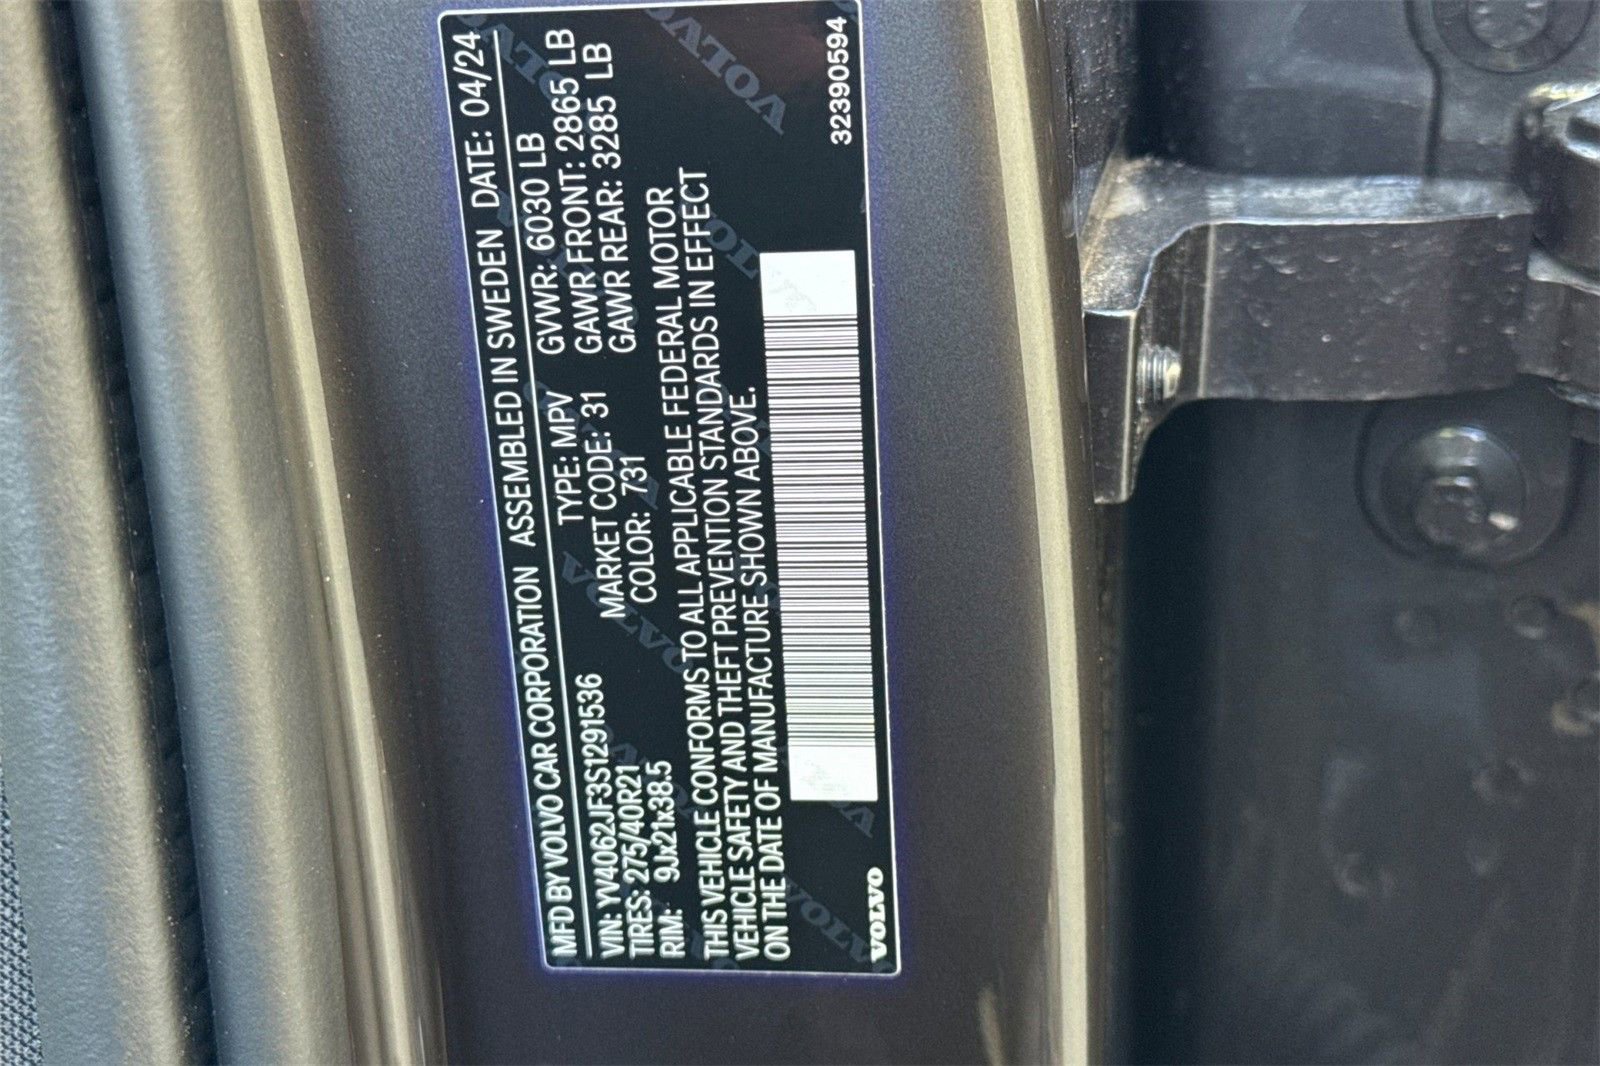 MFD BY VOLVO CAR CORPORATION ASSEMBLED IN SWEDEN DATE: 04/24
VIN: YV4062JF3S1291536 TYPE: MPV GVWR: 6030 LB
TIRES: 275/40R21 MARKET CODE: 31 GAWR FRONT: 2865 LB
RIM: 9Jx21x38.5 COLOR: 731 GAWR REAR: 3285 LB
THIS VEHICLE CONFORMS TO ALL APPLICABLE FEDERAL MOTOR
VEHICLE SAFETY AND THEFT PREVENTION STANDARDS IN EFFECT
ON THE DATE OF MANUFACTURE SHOWN ABOVE.
VOLVO 32390594